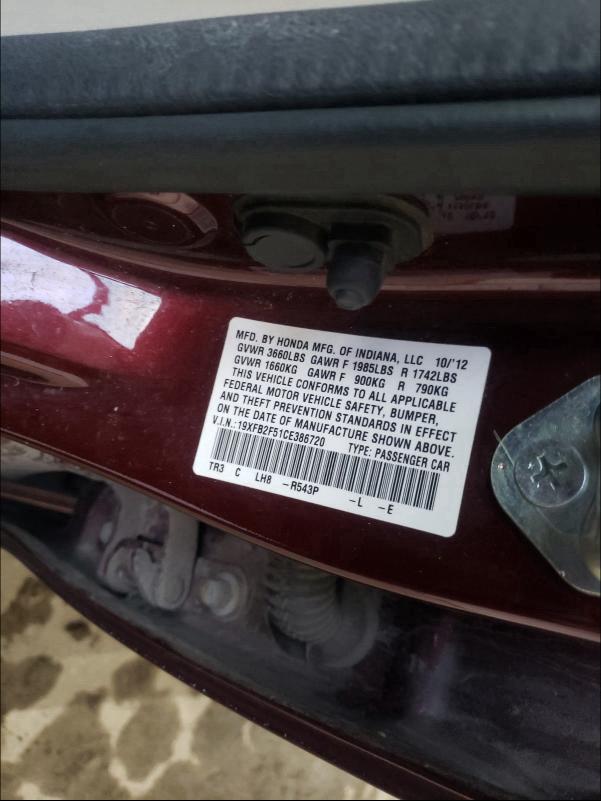 MFD. BY HONDA MFG. OF INDIANA, LLC 10/'12
GVWR 3660LBS GAWR F 1985LBS R 1742LBS
GVWR 1660KG GAWR F 900KG R 790KG
THIS VEHICLE CONFORMS TO ALL APPLICABLE
FEDERAL MOTOR VEHICLE SAFETY, BUMPER,
AND THEFT PREVENTION STANDARDS IN EFFECT
ON THE DATE OF MANUFACTURE SHOWN ABOVE.
V.I.N.:19XFB2F51CE386720 TYPE: PASSENGER CAR
TR3 C LH8 -R543P -L -E